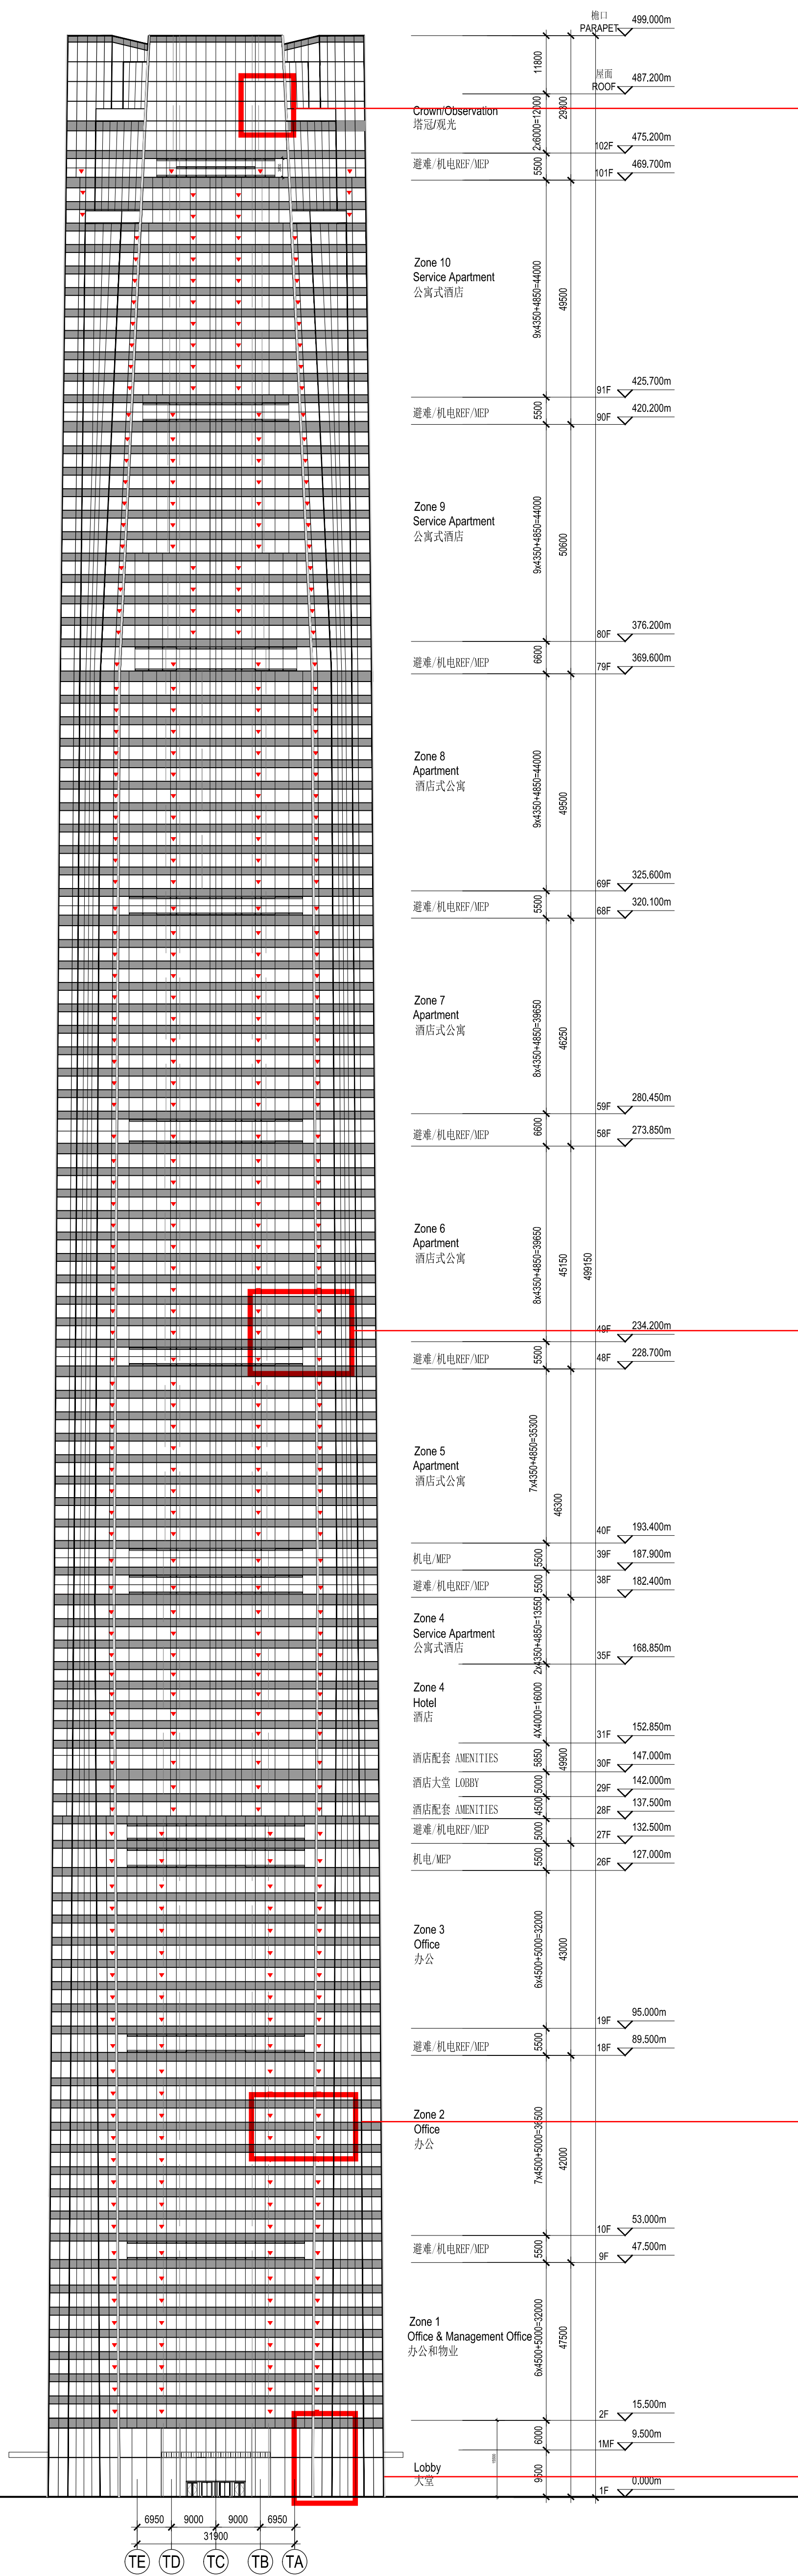 檐口 499.000m
PARAPET
11800
屋面 487.200m
ROOF
Crown/Observation
塔冠/观光
2x6000=12000
29300
102F 475.200m
避难/机电REF/MEP
5500
101F 469.700m
Zone 10
Service Apartment
公寓式酒店
9x4350+4850=44000
49500
91F 425.700m
避难/机电REF/MEP
5500
90F 420.200m
Zone 9
Service Apartment
公寓式酒店
9x4350+4850=44000
50600
80F 376.200m
避难/机电REF/MEP
6600
79F 369.600m
Zone 8
Apartment
酒店式公寓
9x4350+4850=44000
49500
69F 325.600m
避难/机电REF/MEP
5500
68F 320.100m
Zone 7
Apartment
酒店式公寓
8x4350+4850=39650
46250
59F 280.450m
避难/机电REF/MEP
6600
58F 273.850m
Zone 6
Apartment
酒店式公寓
8x4350+4850=39650
45150
499150
49F 234.200m
避难/机电REF/MEP
5500
48F 228.700m
Zone 5
Apartment
酒店式公寓
7x4350+4850=35300
46300
40F 193.400m
机电/MEP
5500
39F 187.900m
避难/机电REF/MEP
5500
38F 182.400m
Zone 4
Service Apartment
公寓式酒店
2x4350+4850=13550
35F 168.850m
Zone 4
Hotel
酒店
4X4000=16000
31F 152.850m
酒店配套 AMENITIES
5850
49900
30F 147.000m
酒店大堂 LOBBY
5000
29F 142.000m
酒店配套 AMENITIES
4500
28F 137.500m
避难/机电REF/MEP
5000
27F 132.500m
机电/MEP
5500
26F 127.000m
Zone 3
Office
办公
6x4500+5000=32000
43000
19F 95.000m
避难/机电REF/MEP
5500
18F 89.500m
Zone 2
Office
办公
7x4500+5000=36500
42000
10F 53.000m
避难/机电REF/MEP
5500
9F 47.500m
Zone 1
Office & Management Office
办公和物业
6x4500+5000=32000
47500
2F 15.500m
6000
1MF 9.500m
Lobby
大堂
9500
1F 0.000m
6950 9000 9000 6950
31900
TE TD TC TB TA